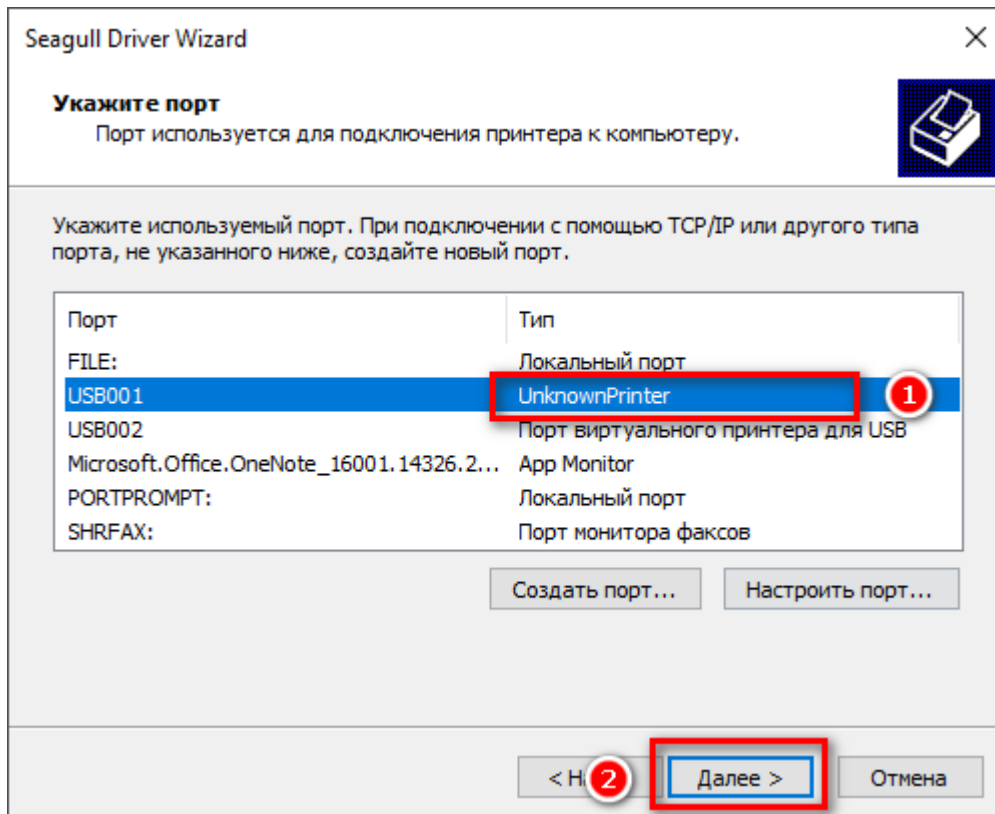 Seagull Driver Wizard
Укажите порт
Порт используется для подключения принтера к компьютеру.
Укажите используемый порт. При подключении с помощью TCP/IP или другого типа
порта, не указанного ниже, создайте новый порт.
Порт Тип
FILE: Локальный порт
USB001 UnknownPrinter 1
USB002 Порт виртуального принтера для USB
Microsoft.Office.OneNote_16001.14326.2... App Monitor
PORTPROMPT: Локальный порт
SHRFAX: Порт монитора факсов
Создать порт... Настроить порт...
< 2 Далее > Отмена